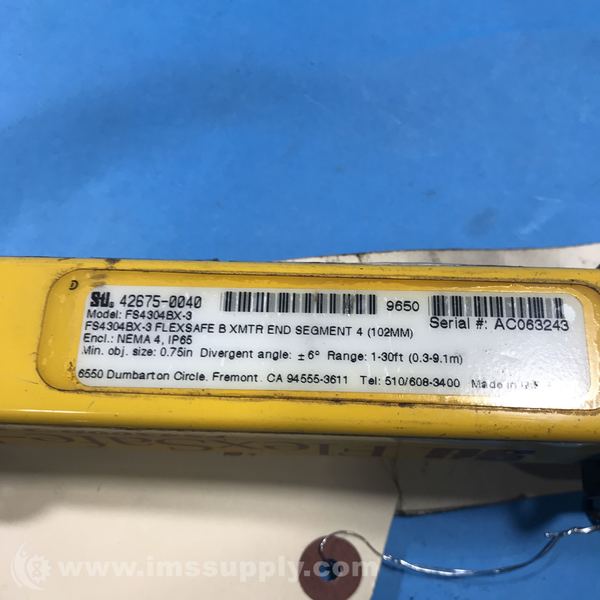 STI® 42675-0040 9650
Model: FS4304BX-3 Serial #: AC063243
FS4304BX-3 FLEXSAFE B XMTR END SEGMENT 4 (102MM)
Encl.: NEMA 4, IP65
Min. obj. size: 0.75in Divergent angle: ±6° Range: 1-30ft (0.3-9.1m)
6550 Dumbarton Circle, Fremont, CA 94555-3611 Tel: 510/608-3400 Made in
www.imssupply.com